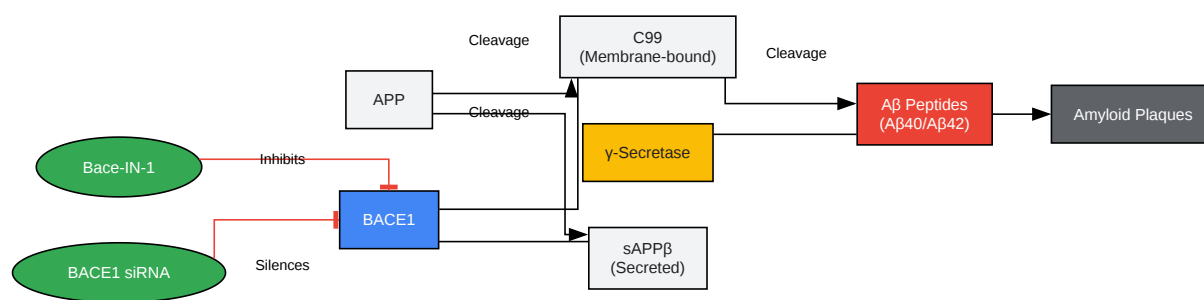 C99
(Membrane-bound)
Cleavage
Cleavage
APP
Cleavage
Aβ Peptides
(Aβ40/Aβ42)
Amyloid Plaques
γ-Secretase
Bace-IN-1
Inhibits
BACE1
sAPPβ
(Secreted)
BACE1 siRNA
Silences